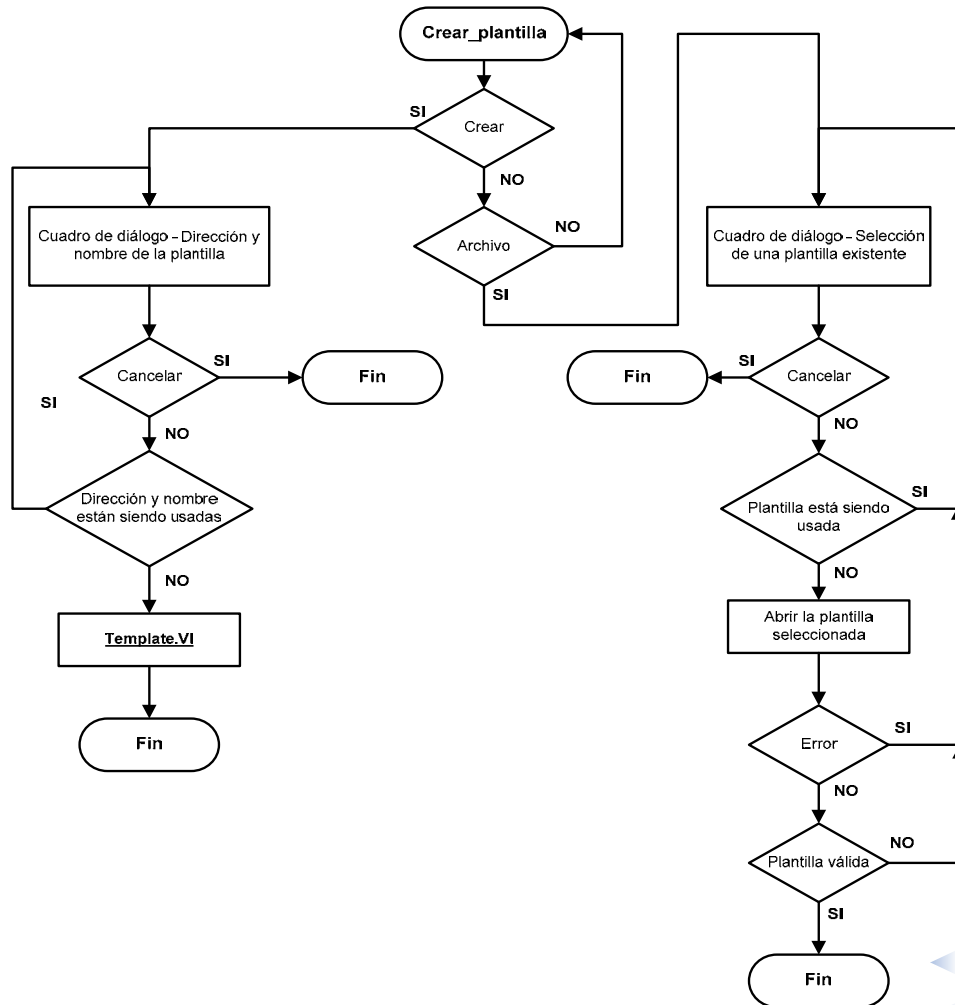 Crear_plantilla
SI
Crear
NO
Archivo
NO
SI
Cuadro de diálogo – Dirección y
nombre de la plantilla
Cancelar
SI
Fin
NO
SI
Dirección y nombre
están siendo usadas
NO
Template.VI
Fin
Cuadro de diálogo – Selección
de una plantilla existente
SI
Cancelar
Fin
NO
Plantilla está siendo
usada
SI
NO
Abrir la plantilla
seleccionada
Error
SI
NO
Plantilla válida
NO
SI
Fin